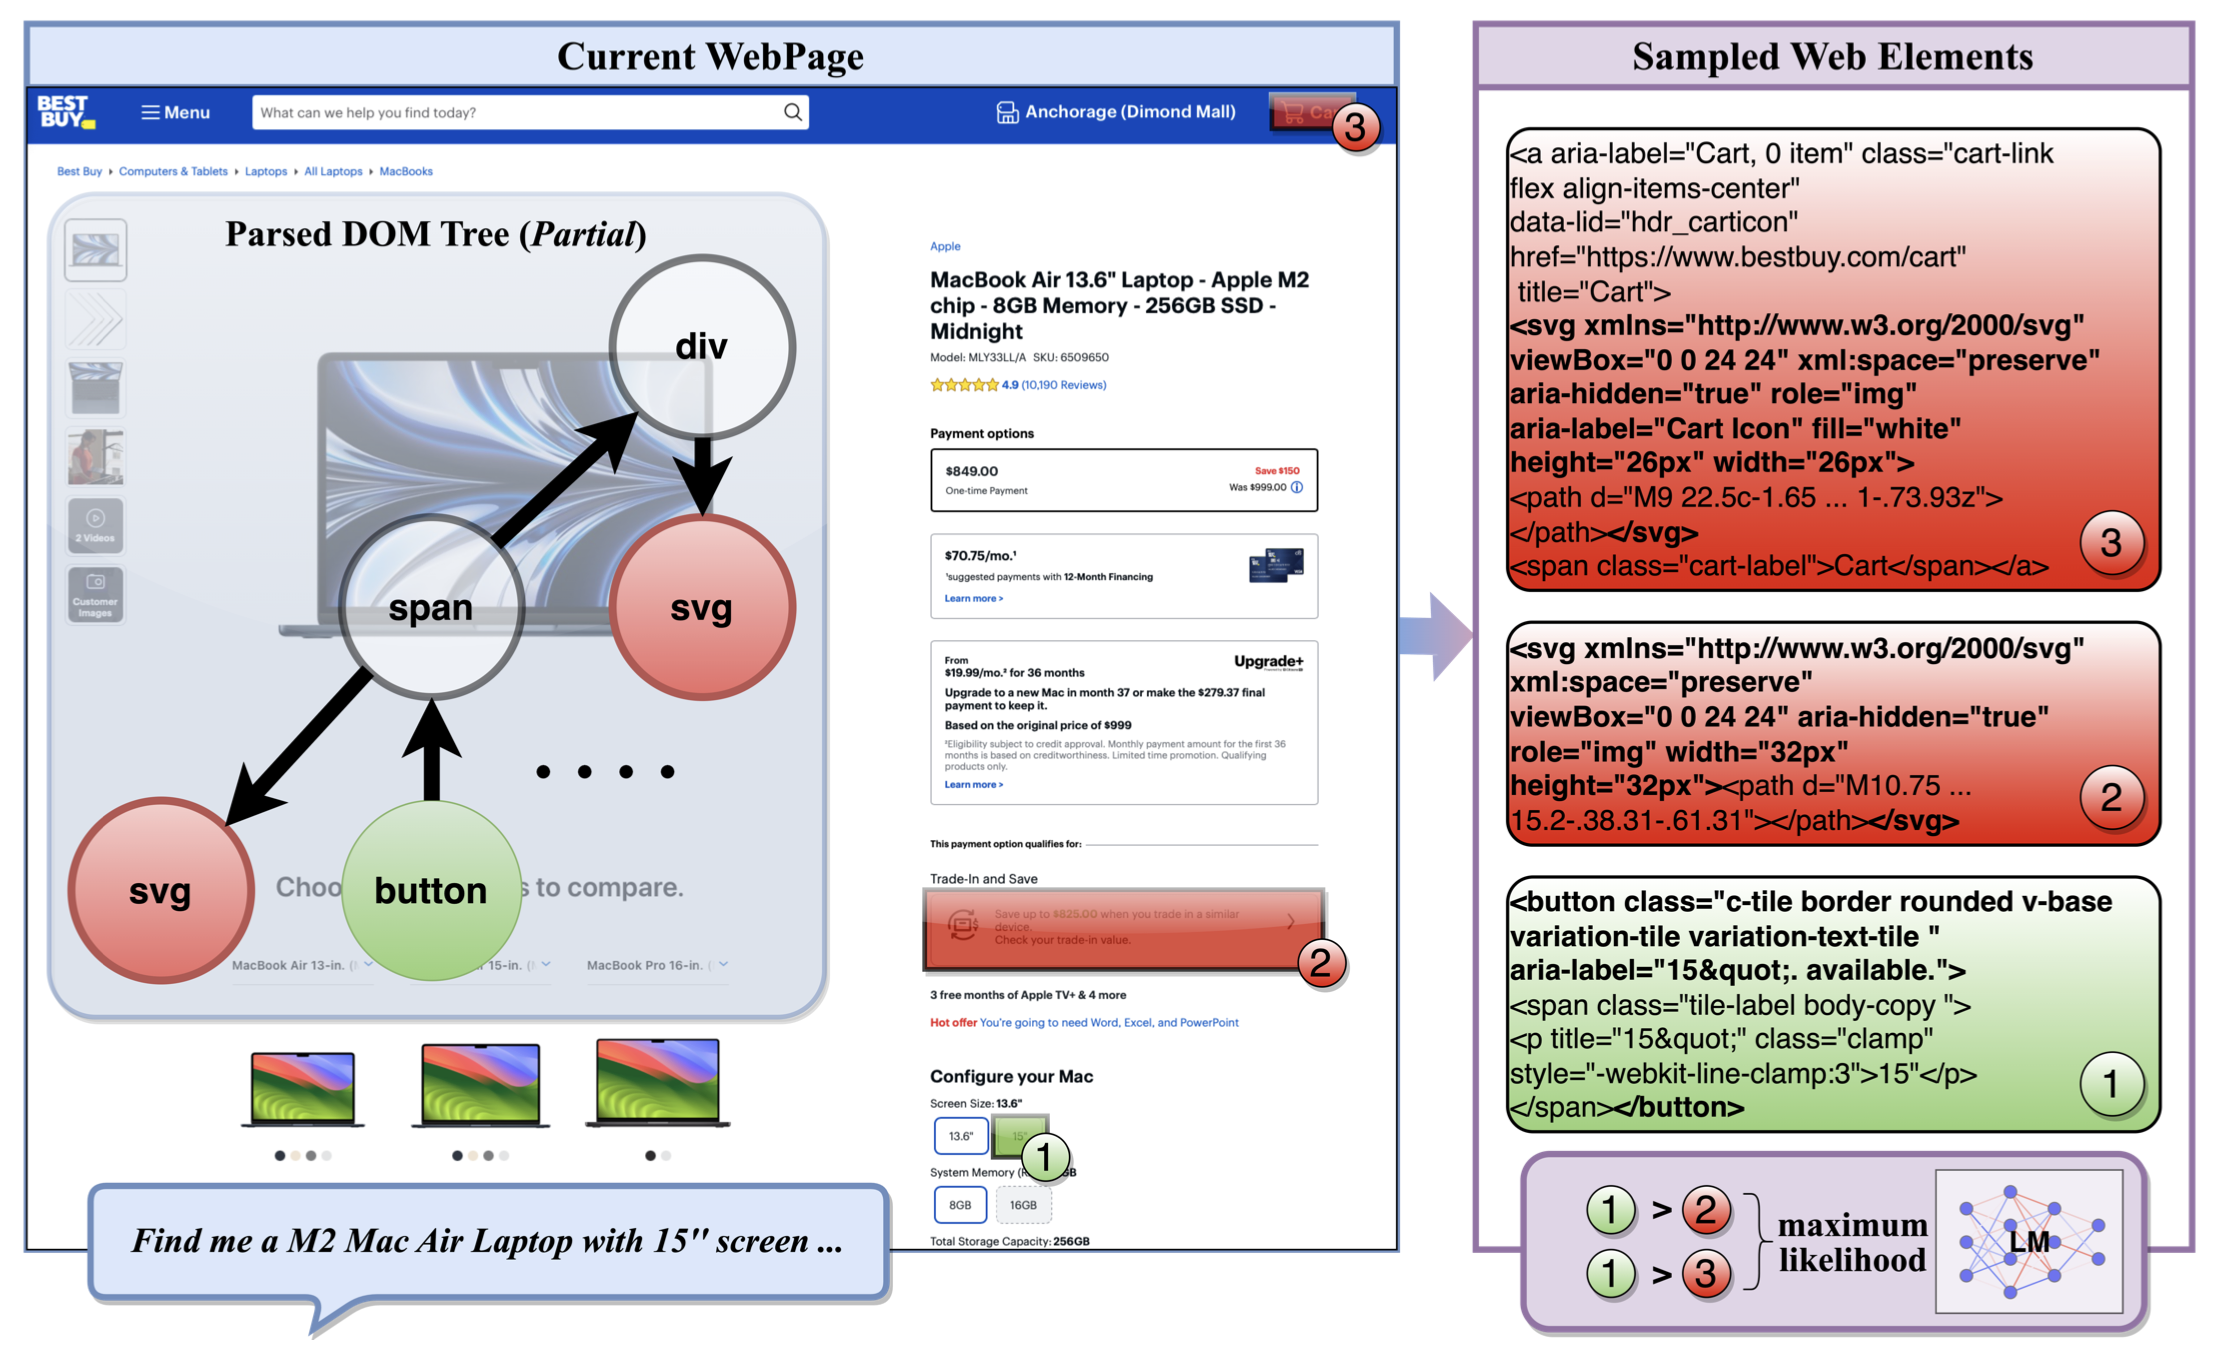 Current WebPage
BEST BUY
Menu
What can we help you find today?
Anchorage (Dimond Mall)
3
Best Buy
Computers & Tablets
Laptops
All Laptops
MacBooks
Parsed DOM Tree (Partial)
div
span
svg
svg
button
2 Videos
Customer
Images
to compare.
MacBook Air 13-in.
15-in.
MacBook Pro 16-in.
Apple
MacBook Air 13.6" Laptop - Apple M2
chip - 8GB Memory - 256GB SSD -
Midnight
Model: MLY33LL/A SKU: 6509650
4.9 (10,190 Reviews)
Payment options
$849.00
Save $150
One-time Payment
Was $999.00
$70.75/mo.¹
¹suggested payments with 12-Month Financing
Learn more >
From
$19.99/mo.² for 36 months
Upgrade+
Upgrade to a new Mac in month 37 or make the $279.37 final
payment to keep it.
Based on the original price of $999
²Eligibility subject to credit approval. Monthly payment amount for the first 36
months is based on creditworthiness. Limited time promotion. Qualifying
products only.
Learn more >
This payment option qualifies for:
Trade-In and Save
Save up to $825.00 when you trade in a similar
device.
Check your trade-in value.
2
3 free months of Apple TV+ & 4 more
Hot offer You're going to need Word, Excel, and PowerPoint
Configure your Mac
Screen Size: 13.6"
13.6"
15"
1
System Memory
8GB
16GB
Total Storage Capacity: 256GB
Find me a M2 Mac Air Laptop with 15" screen ...
Sampled Web Elements
<a aria-label="Cart, 0 item" class="cart-link
flex align-items-center"
data-lid="hdr_carticon"
href="https://www.bestbuy.com/cart"
title="Cart">
<svg xmlns="http://www.w3.org/2000/svg"
viewBox="0 0 24 24" xml:space="preserve"
aria-hidden="true" role="img"
aria-label="Cart Icon" fill="white"
height="26px" width="26px">
<path d="M9 22.5c-1.65 ... 1-.73.93z">
</path></svg>
<span class="cart-label">Cart</span></a>
3
<svg xmlns="http://www.w3.org/2000/svg"
xml:space="preserve"
viewBox="0 0 24 24" aria-hidden="true"
role="img" width="32px"
height="32px"><path d="M10.75 ...
15.2-.38.31-.61.31"></path></svg>
2
<button class="c-tile border rounded v-base
variation-tile variation-text-tile "
aria-label="15&quot;. available.">
<span class="tile-label body-copy ">
<p title="15&quot;" class="clamp"
style="-webkit-line-clamp:3">15"</p>
</span></button>
1
1 > 2
1 > 3
maximum
likelihood
LM